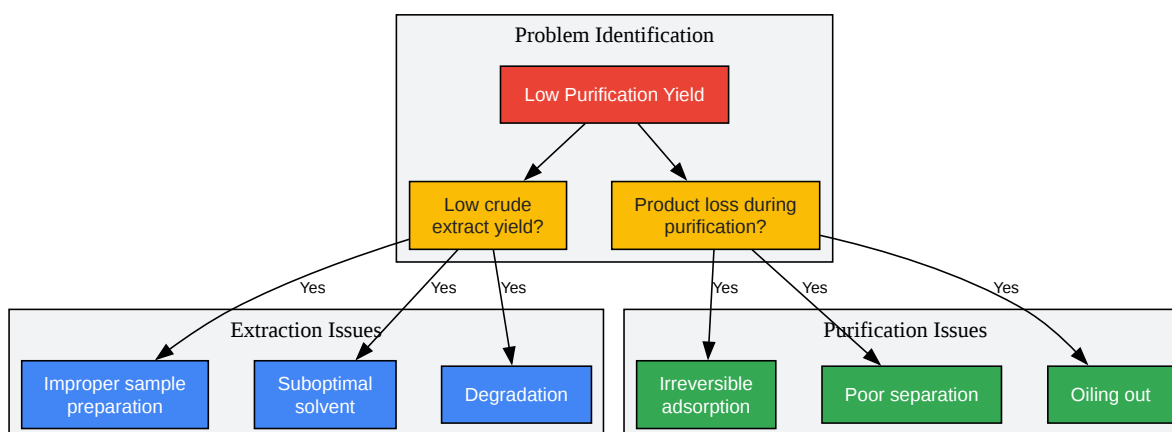 Problem Identification
Low Purification Yield
Low crude
extract yield?
Product loss during
purification?
Yes
Yes
Yes
Yes
Yes
Yes
Extraction Issues
Purification Issues
Improper sample
preparation
Suboptimal
solvent
Degradation
Irreversible
adsorption
Poor separation
Oiling out